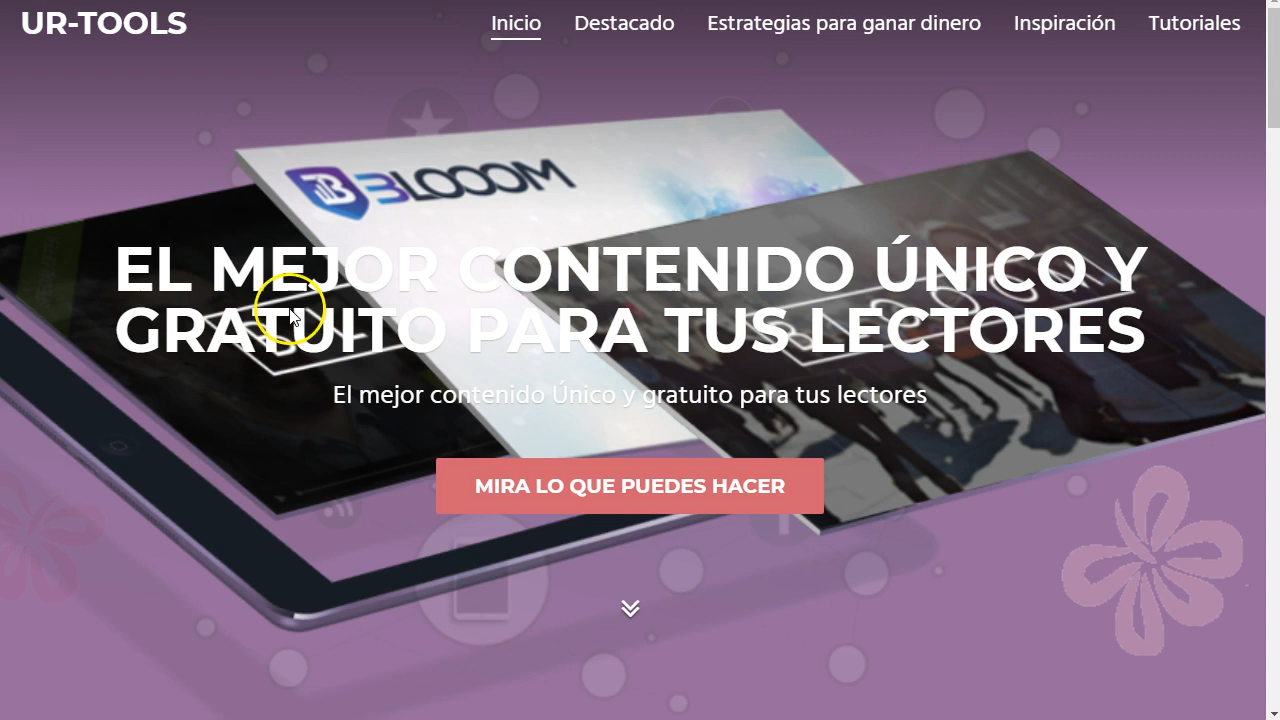 UR-TOOLS
Inicio Destacado Estrategias para ganar dinero Inspiración Tutoriales
BLOOOM
EL MEJOR CONTENIDO ÚNICO Y
GRATUITO PARA TUS LECTORES
El mejor contenido Único y gratuito para tus lectores
MIRA LO QUE PUEDES HACER